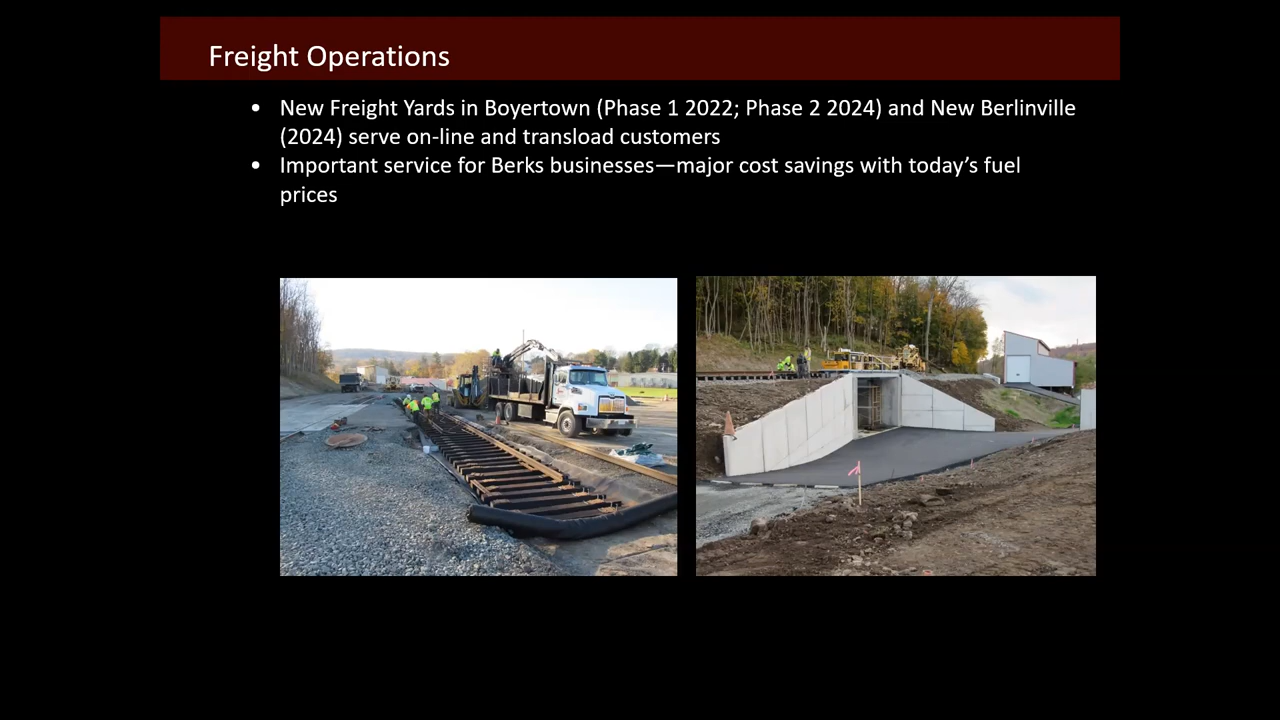 Freight Operations
• New Freight Yards in Boyertown (Phase 1 2022; Phase 2 2024) and New Berlinville
(2024) serve on-line and transload customers
• Important service for Berks businesses—major cost savings with today’s fuel
prices